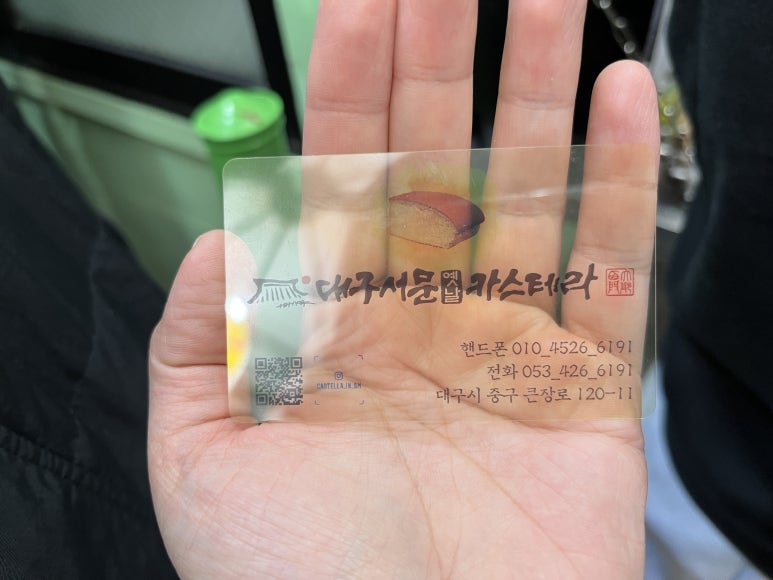 대구서문 옛날 카스테라
핸드폰 010_4526_6191
전화 053_426_6191
CASTELLA.IN.SM
대구시 중구 큰장로 120-11